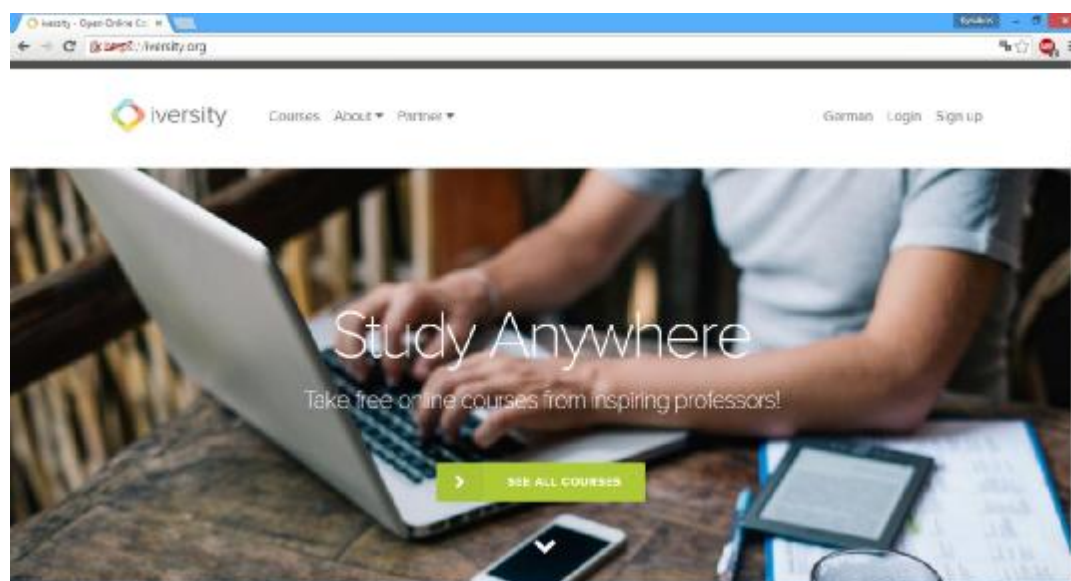 iversity - Open Online Co
https://iversity.org
iversity Courses About Partner German Login Sign up
Study Anywhere
Take free online courses from inspiring professors!
SEE ALL COURSES